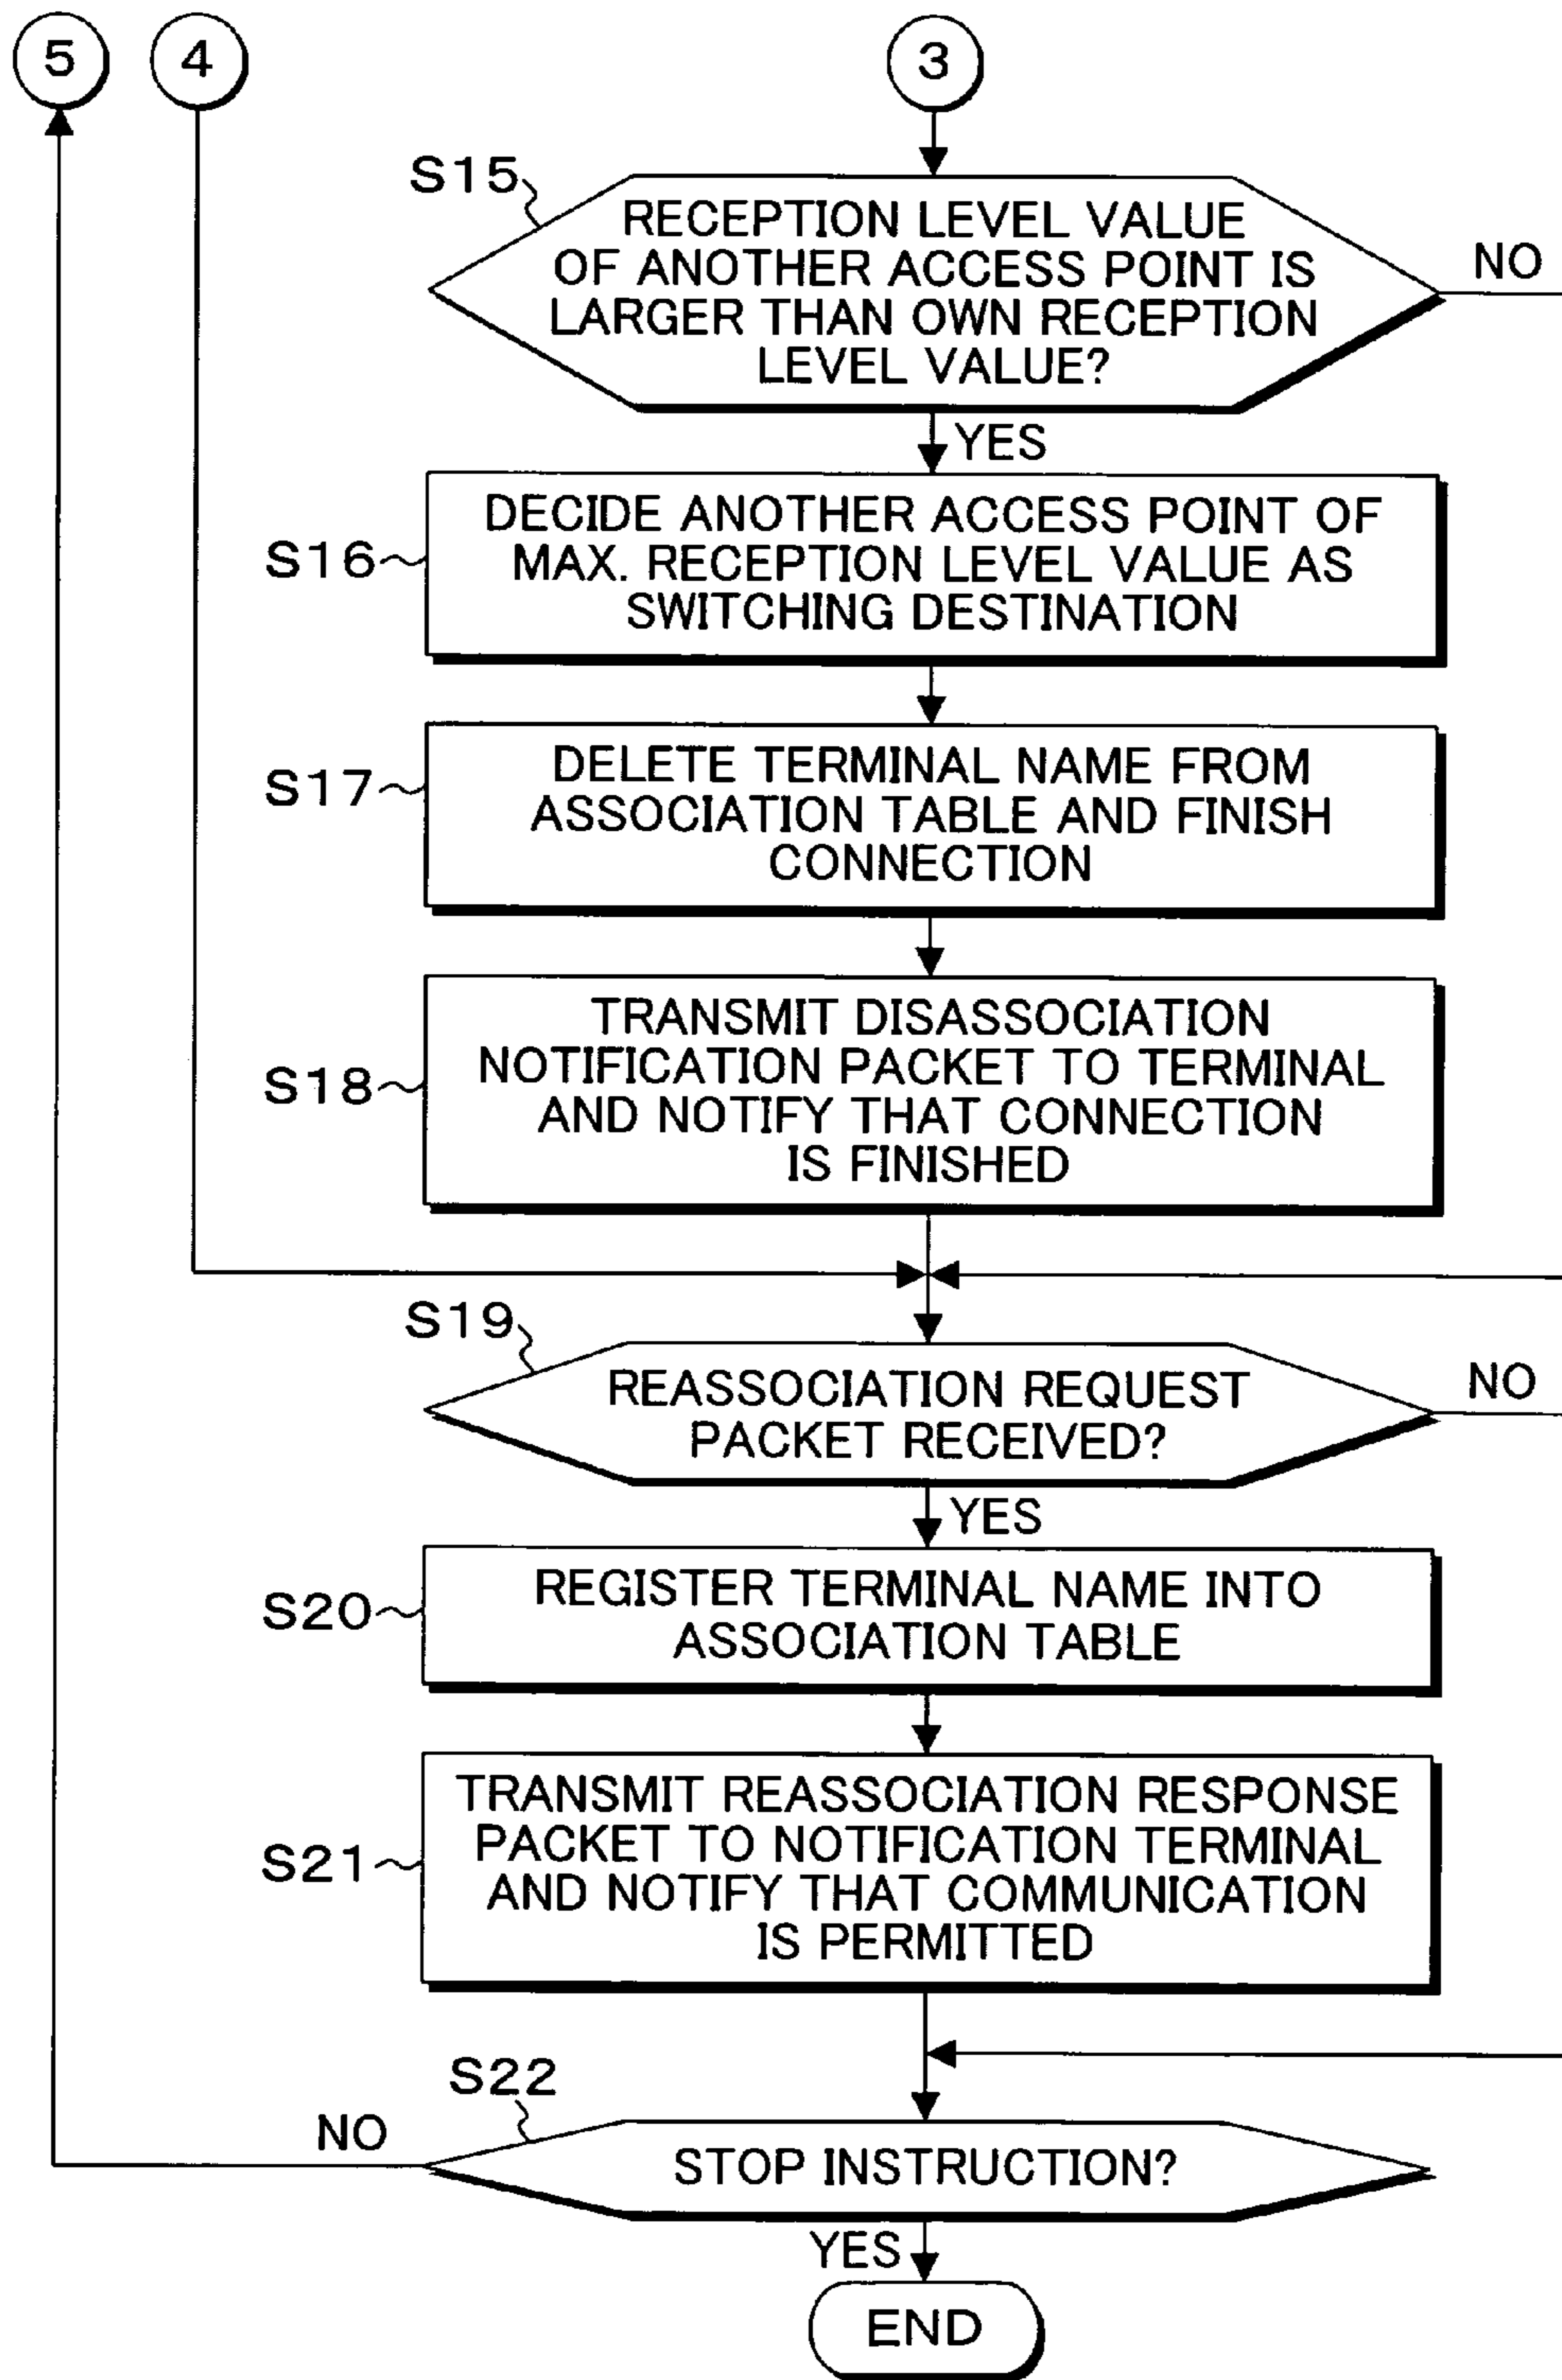 5
4
3
S15
RECEPTION LEVEL VALUE
OF ANOTHER ACCESS POINT IS
LARGER THAN OWN RECEPTION
LEVEL VALUE?
NO
YES
S16
DECIDE ANOTHER ACCESS POINT OF
MAX. RECEPTION LEVEL VALUE AS
SWITCHING DESTINATION
S17
DELETE TERMINAL NAME FROM
ASSOCIATION TABLE AND FINISH
CONNECTION
S18
TRANSMIT DISASSOCIATION
NOTIFICATION PACKET TO TERMINAL
AND NOTIFY THAT CONNECTION
IS FINISHED
S19
REASSOCIATION REQUEST
PACKET RECEIVED?
NO
YES
S20
REGISTER TERMINAL NAME INTO
ASSOCIATION TABLE
S21
TRANSMIT REASSOCIATION RESPONSE
PACKET TO NOTIFICATION TERMINAL
AND NOTIFY THAT COMMUNICATION
IS PERMITTED
S22
NO
STOP INSTRUCTION?
YES
END